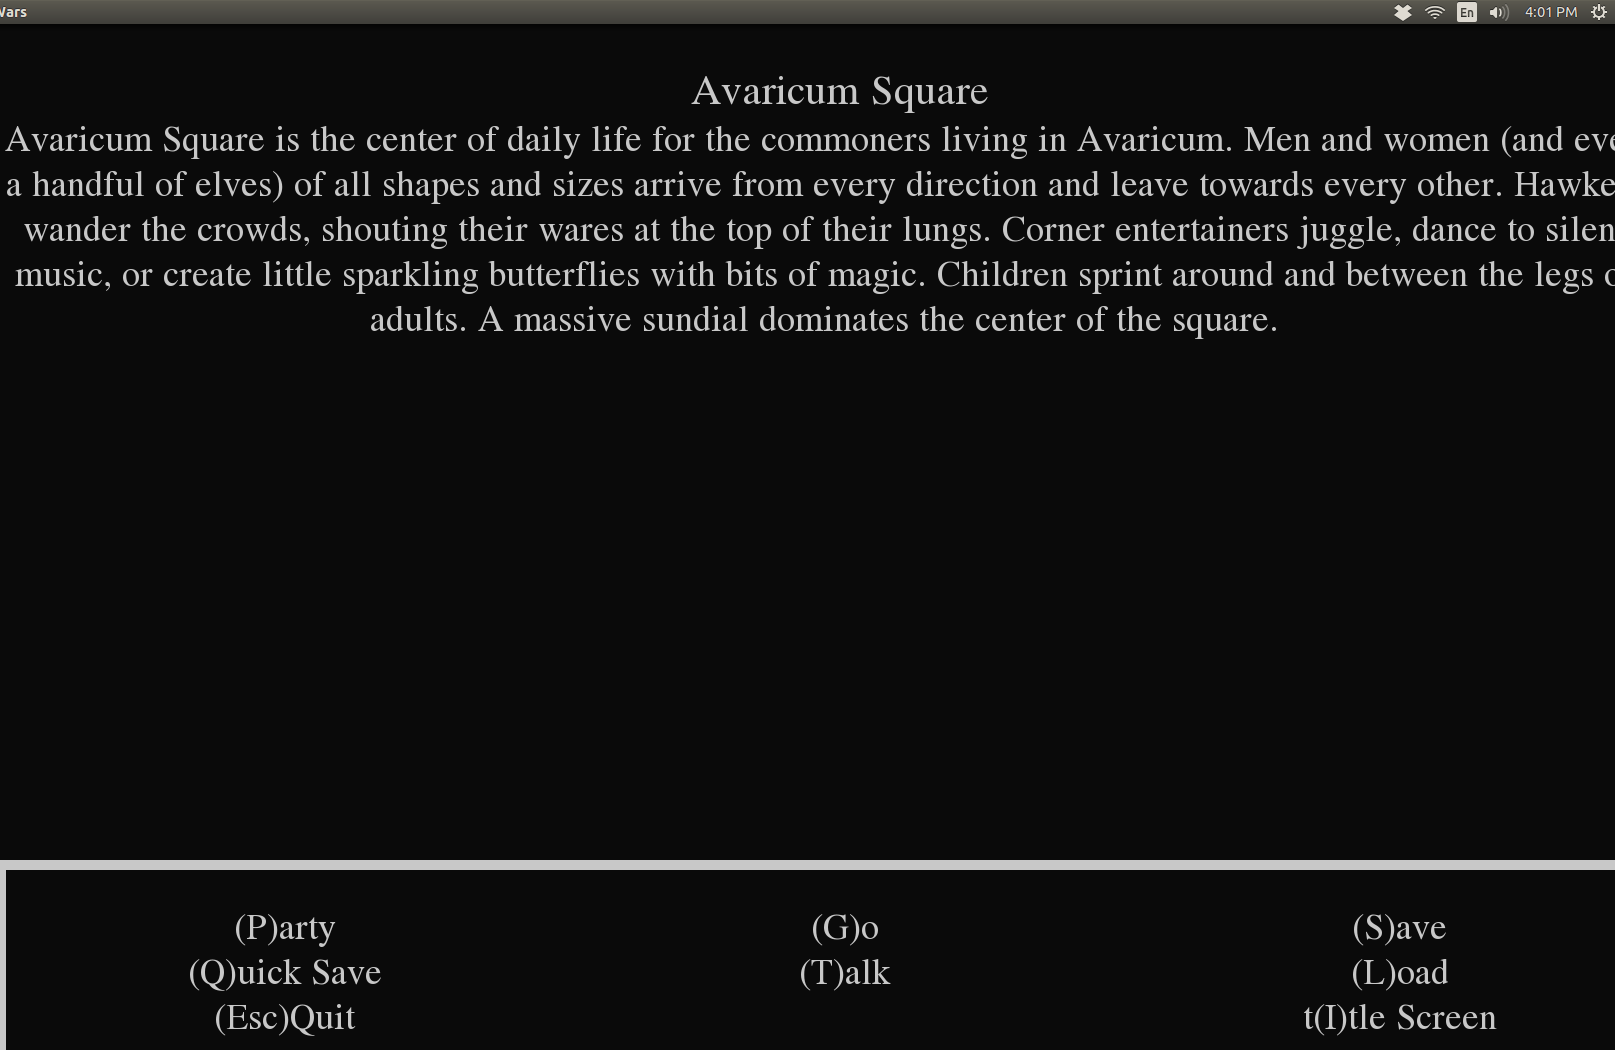 Wars
En 4:01 PM
Avaricum Square
Avaricum Square is the center of daily life for the commoners living in Avaricum. Men and women (and eve
a handful of elves) of all shapes and sizes arrive from every direction and leave towards every other. Hawke
wander the crowds, shouting their wares at the top of their lungs. Corner entertainers juggle, dance to silen
music, or create little sparkling butterflies with bits of magic. Children sprint around and between the legs o
adults. A massive sundial dominates the center of the square.
(P)arty (G)o (S)ave
(Q)uick Save (T)alk (L)oad
(Esc)Quit t(I)tle Screen